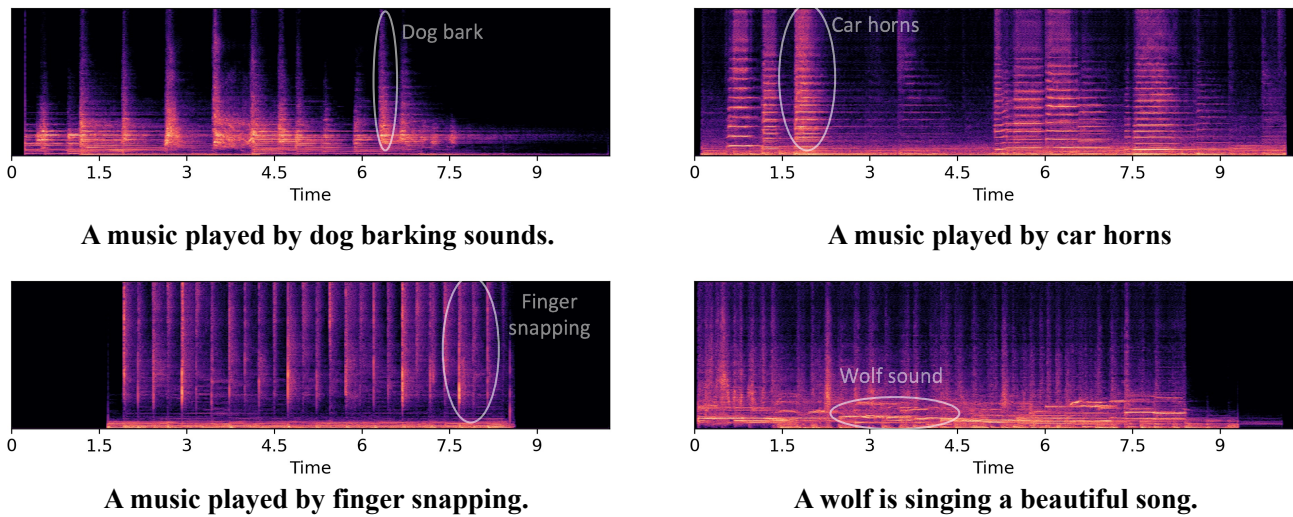 Dog bark
0 1.5 3 4.5 6 7.5 9
Time
A music played by dog barking sounds.
Car horns
0 1.5 3 4.5 6 7.5 9
Time
A music played by car horns
Finger
snapping
0 1.5 3 4.5 6 7.5 9
Time
A music played by finger snapping.
Wolf sound
0 1.5 3 4.5 6 7.5 9
Time
A wolf is singing a beautiful song.